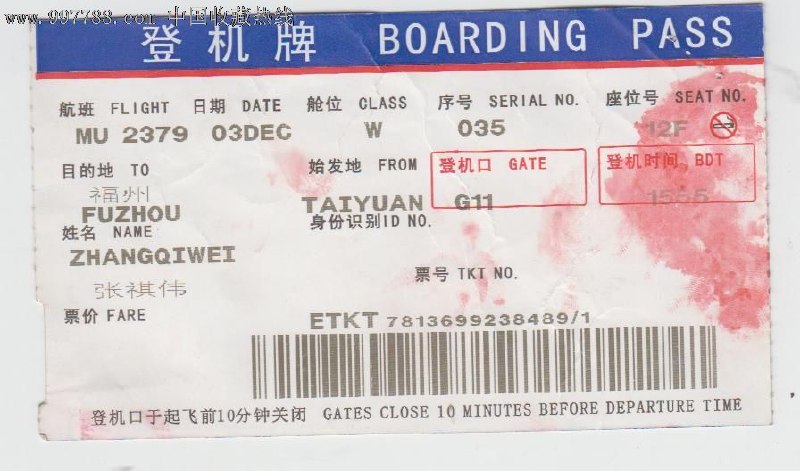 www.997788.com 中国收藏热线
登机牌 BOARDING PASS
航班 FLIGHT 日期 DATE 舱位 CLASS 序号 SERIAL NO. 座位号 SEAT NO.
MU 2379 03DEC W 035 12F
目的地 TO 始发地 FROM 登机口 GATE 登机时间 BDT
福州
FUZHOU TAIYUAN G11
姓名 NAME 身份识别ID NO.
ZHANGQIWEI
张祺伟 票号 TKT NO.
票价 FARE
ETKT 7813699238489/1
登机口于起飞前10分钟关闭 GATES CLOSE 10 MINUTES BEFORE DEPARTURE TIME